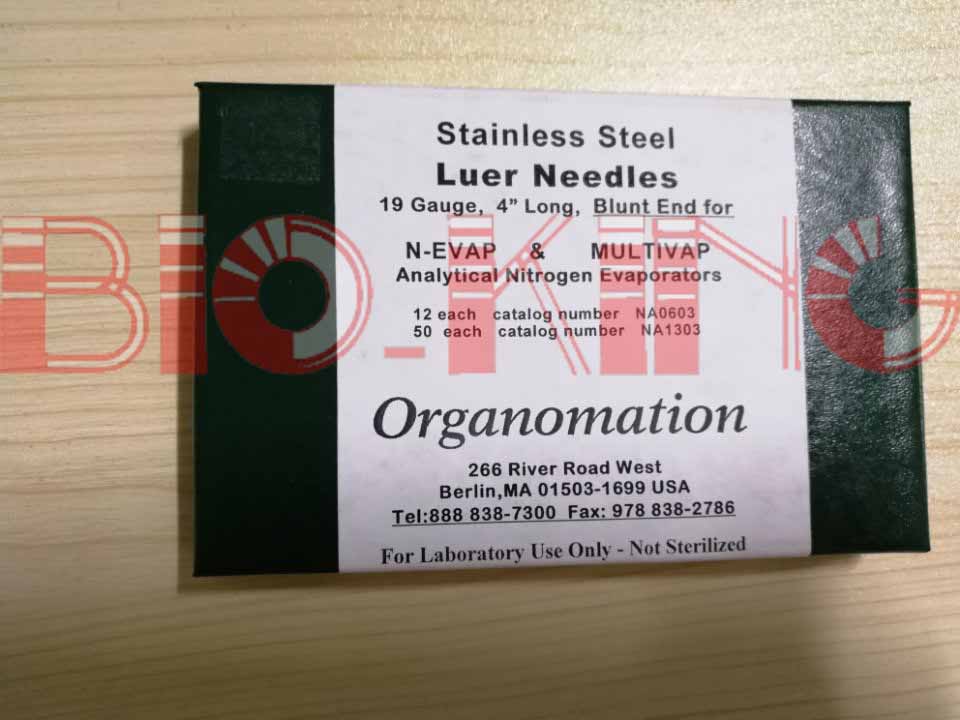 Stainless Steel
Luer Needles
19 Gauge, 4” Long, Blunt End for
N-EVAP & MULTIVAP
Analytical Nitrogen Evaporators
12 each catalog number NA0603
50 each catalog number NA1303
BIO-KING
Organomation
266 River Road West
Berlin,MA 01503-1699 USA
Tel:888 838-7300 Fax: 978 838-2786
For Laboratory Use Only - Not Sterilized